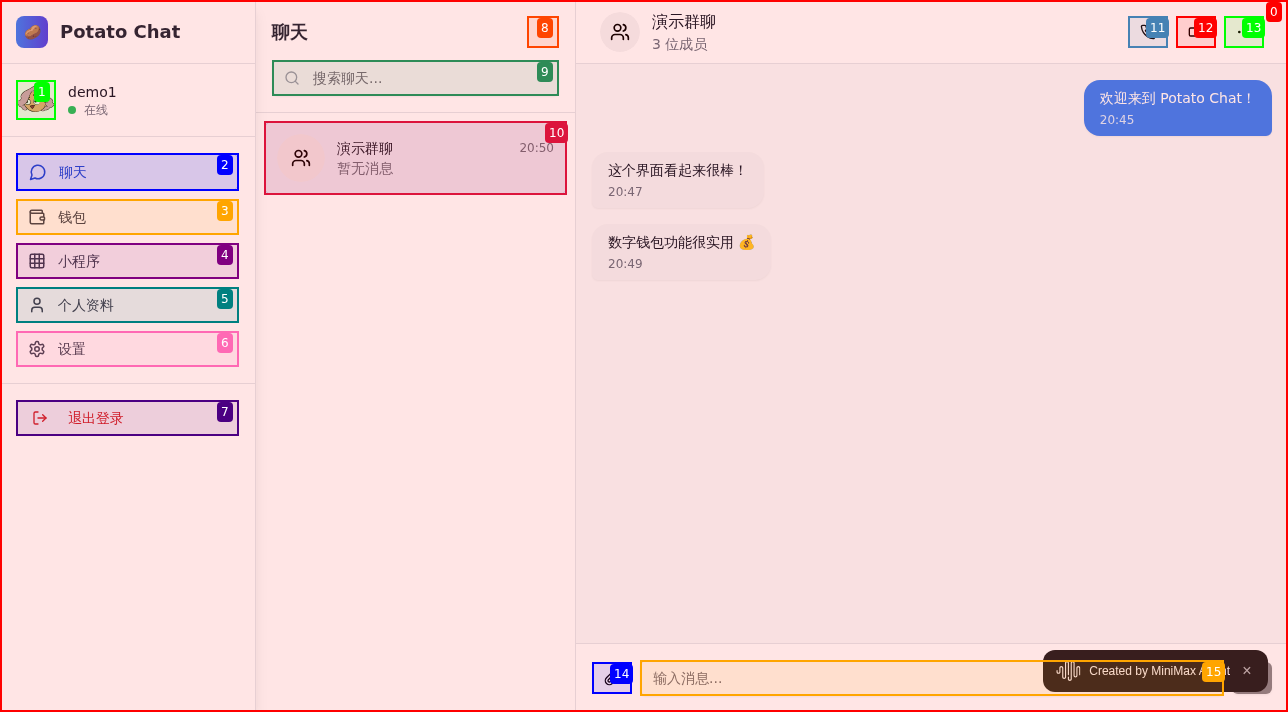 Potato Chat
demo1
在线
聊天
钱包
小程序
个人资料
设置
退出登录
聊天
搜索聊天...
演示群聊
20:50
暂无消息
演示群聊
3 位成员
欢迎来到 Potato Chat！
20:45
这个界面看起来很棒！
20:47
数字钱包功能很实用 💰
20:49
输入消息...
Created by MiniMax
×
0
1
2
3
4
5
6
7
8
9
10
11
12
13
14
15